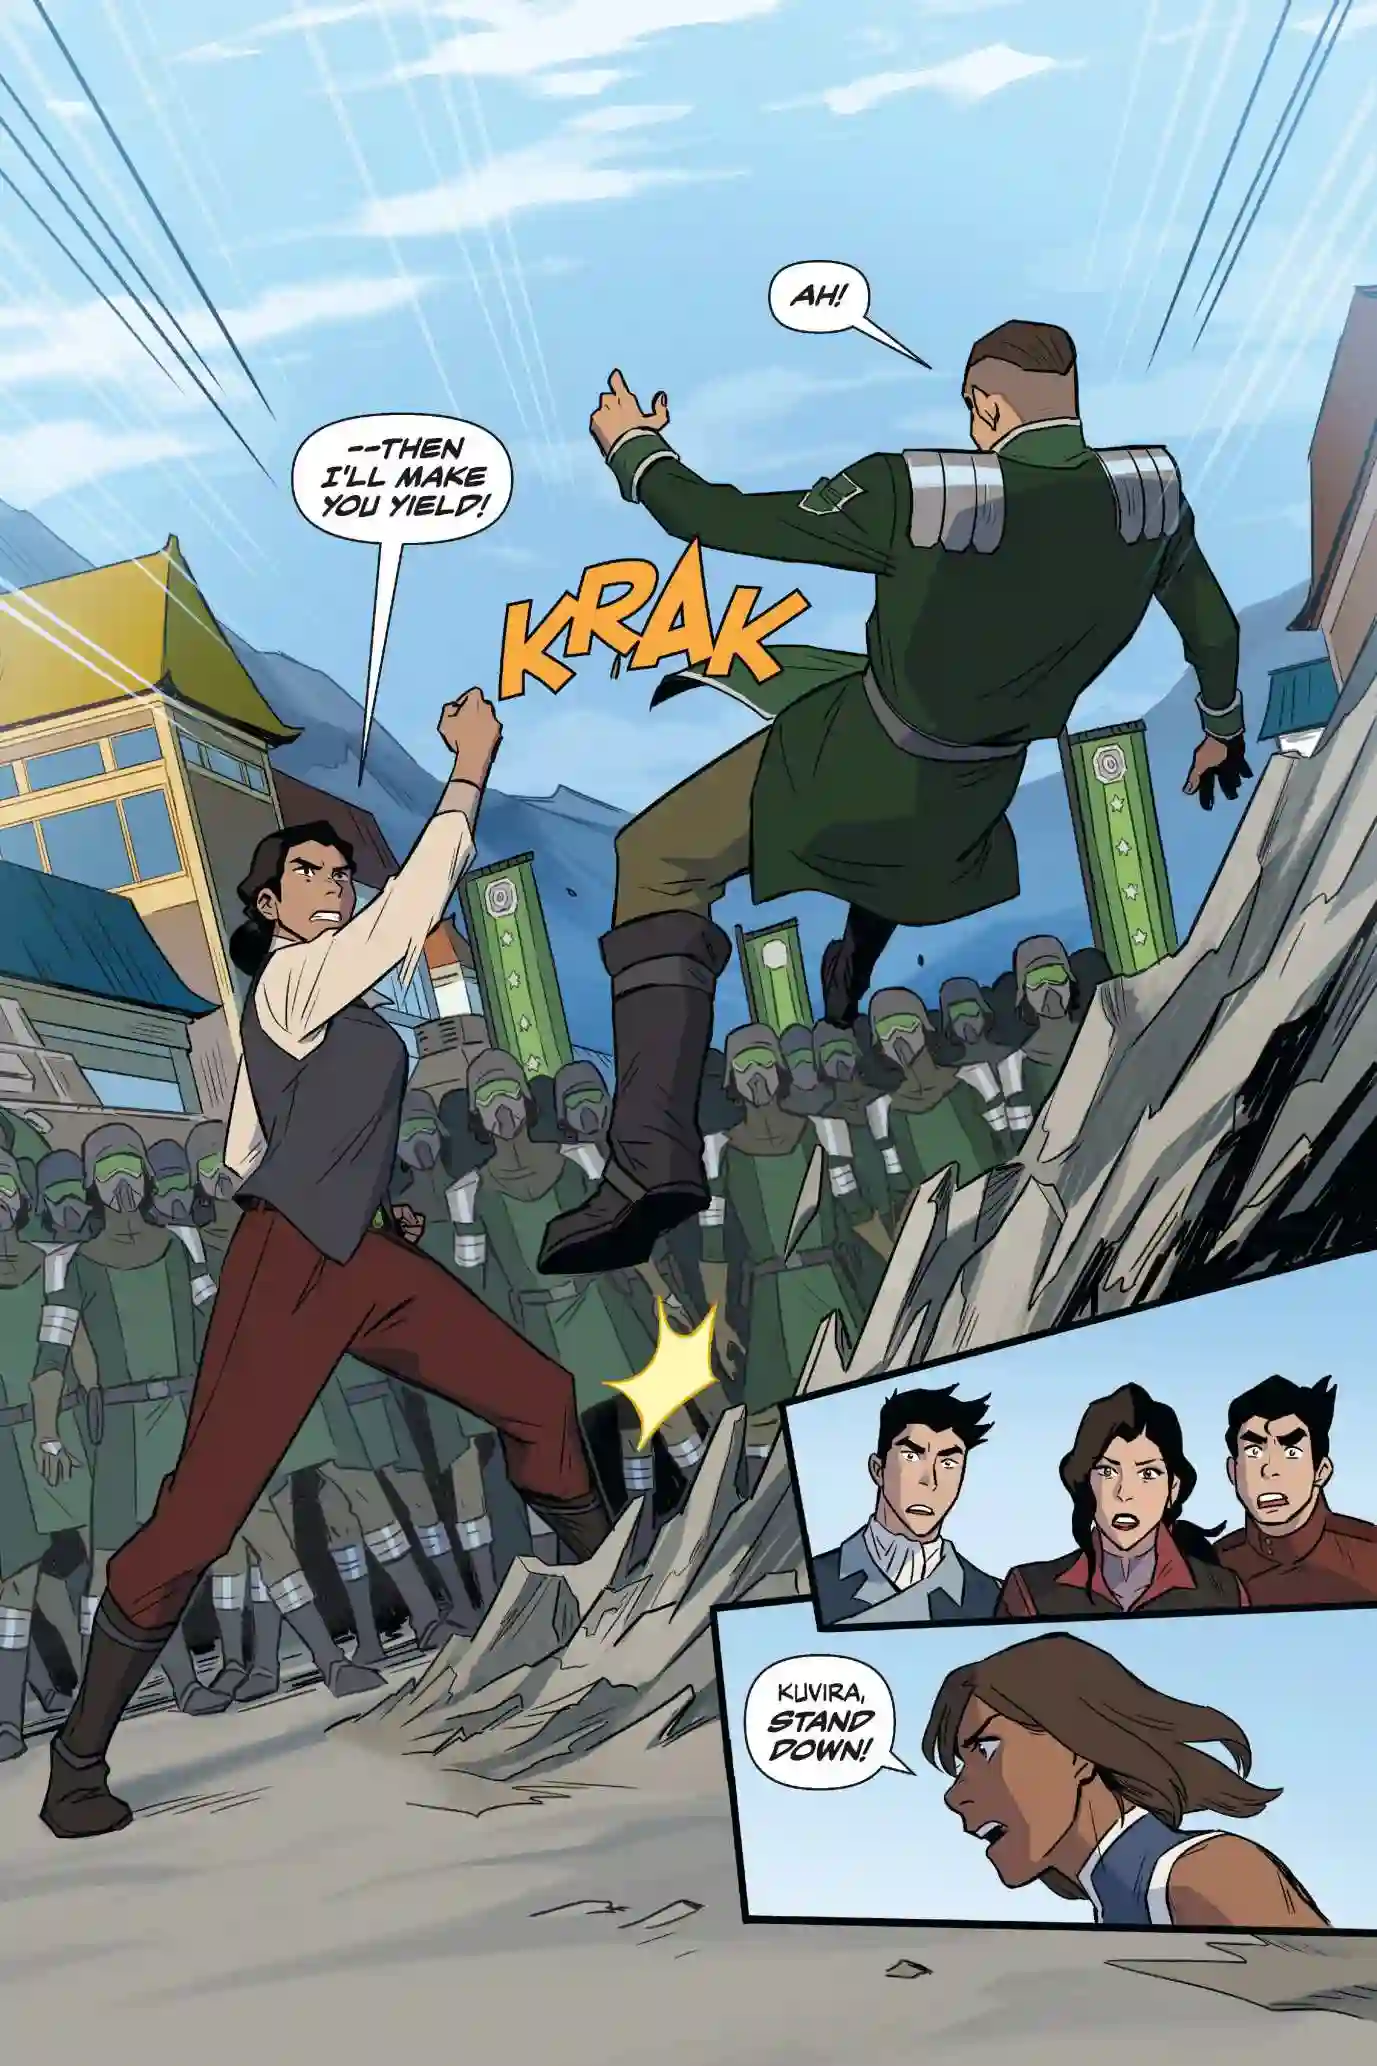 AH!
--THEN
I'LL MAKE
YOU YIELD!
KRAK
KUVIRA,
STAND
DOWN!